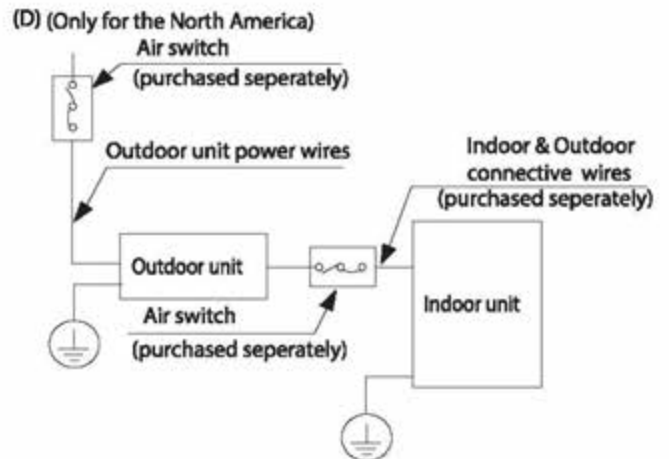 (D) (Only for the North America)
Air switch
(purchased seperately)
Outdoor unit power wires
Indoor & Outdoor
connective wires
(purchased seperately)
Outdoor unit
Indoor unit
Air switch
(purchased seperately)